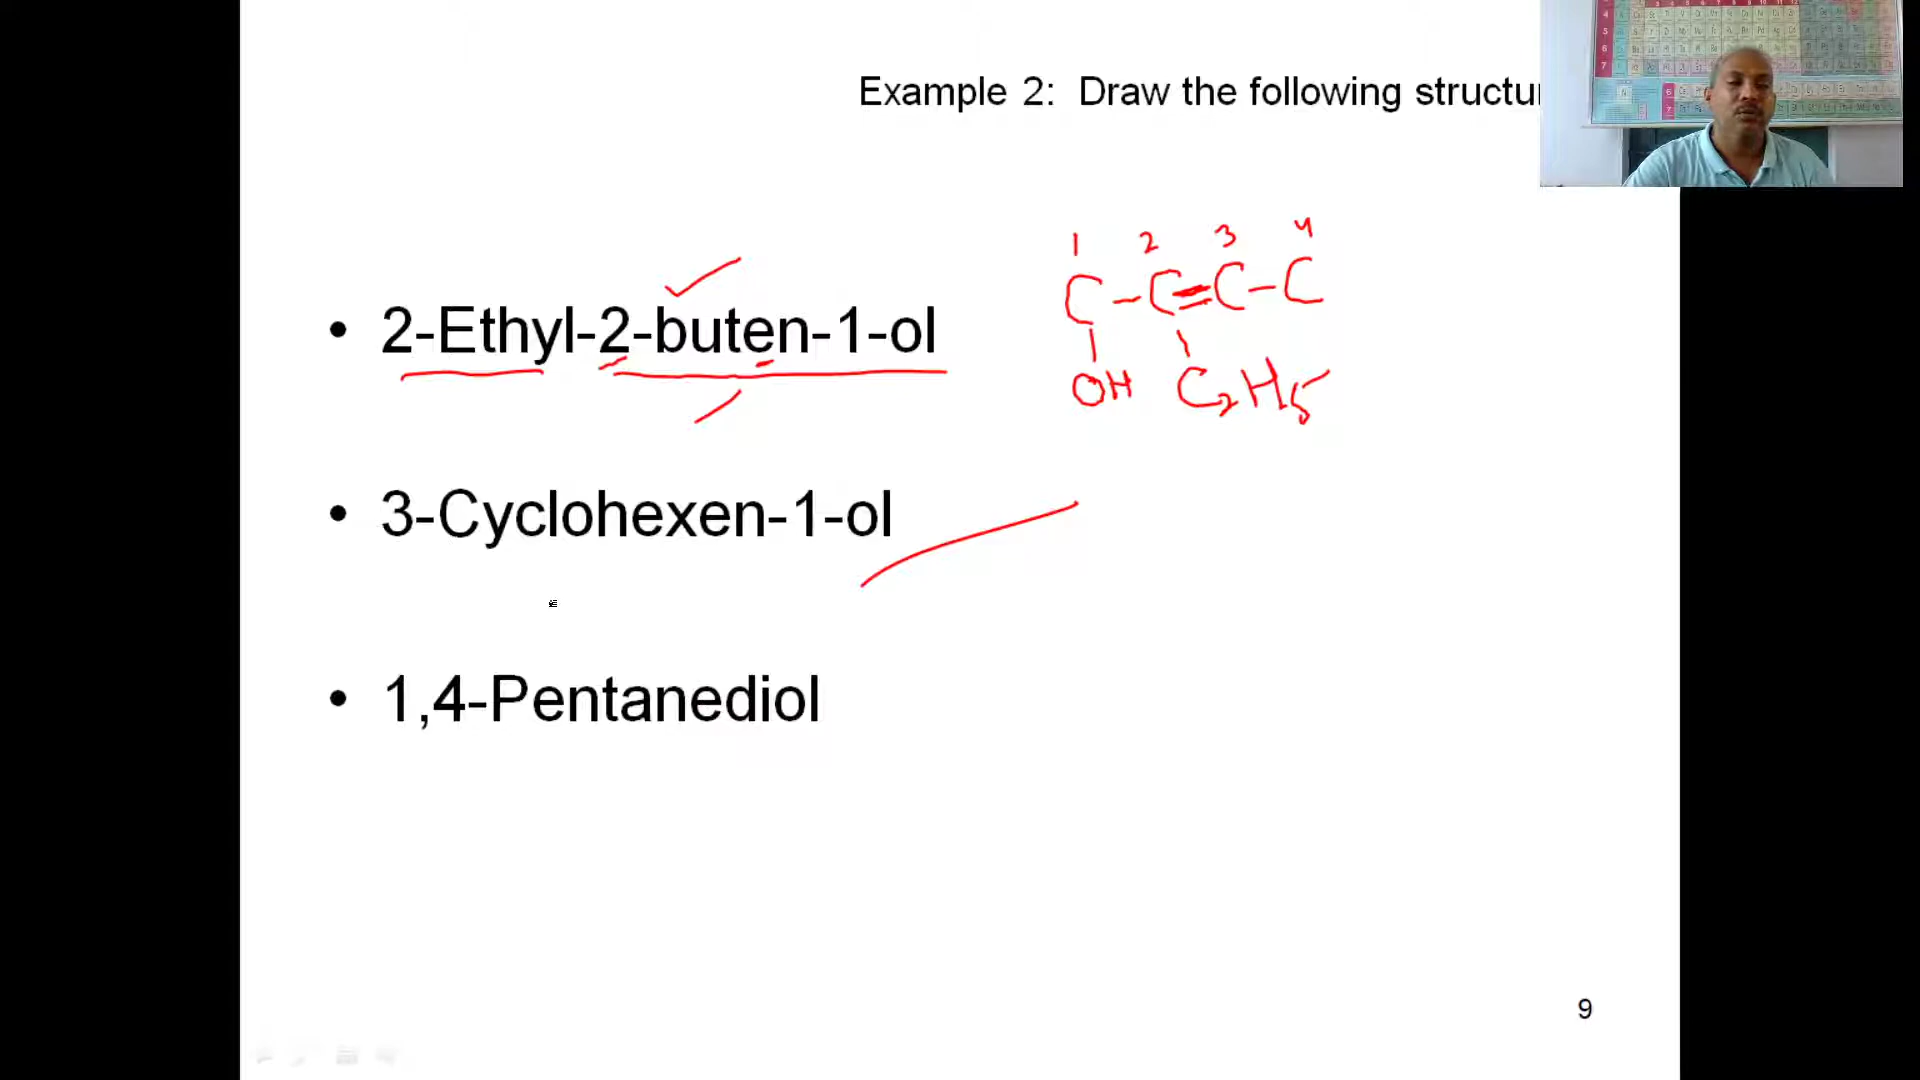 Example 2: Draw the following structu
1 2 3 4
C - C = C - C
OH C2H5
• 2-Ethyl-2-buten-1-ol
• 3-Cyclohexen-1-ol
• 1,4-Pentanediol
9